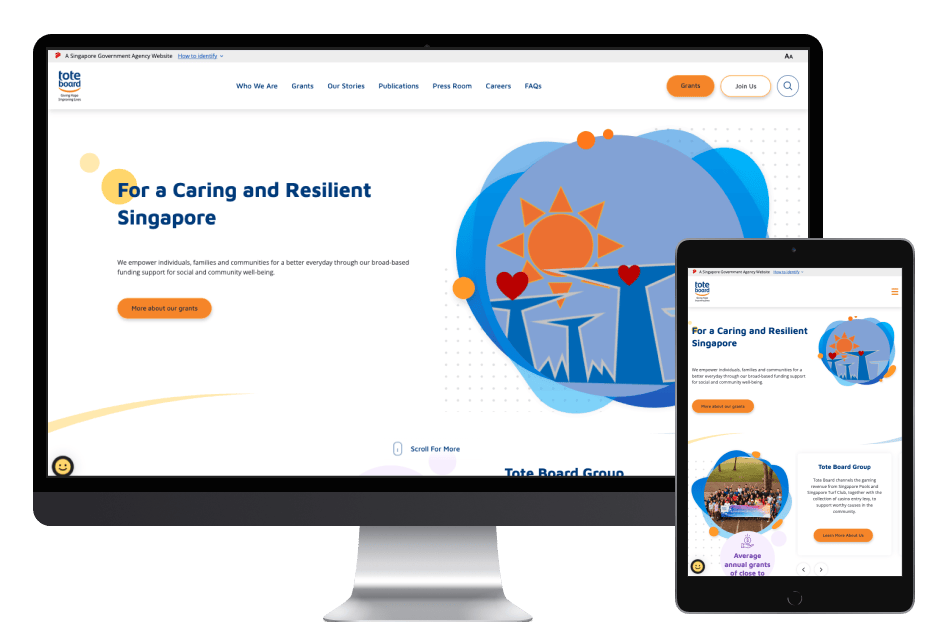 A Singapore Government Agency Website How to identify
AA
tote
board
Giving Hope
Improving Lives
Who We Are Grants Our Stories Publications Press Room Careers FAQs
Grants
Join Us
For a Caring and Resilient
Singapore
We empower individuals, families and communities for a better everyday through our broad-based
funding support for social and community well-being.
More about our grants
Scroll For More
Tote Board Group
A Singapore Government Agency Website How to identify
tote
board
For a Caring and Resilient
Singapore
We empower individuals, families and communities for a
better everyday through our broad-based funding support
for social and community well-being.
More about our grants
Tote Board Group
Tote Board channels the gaming
revenue from Singapore Pools and
Singapore Turf Club, together with the
collection of casino entry levy, to
support worthy causes in the
community.
Learn More About Us
Average
annual grants
of close to